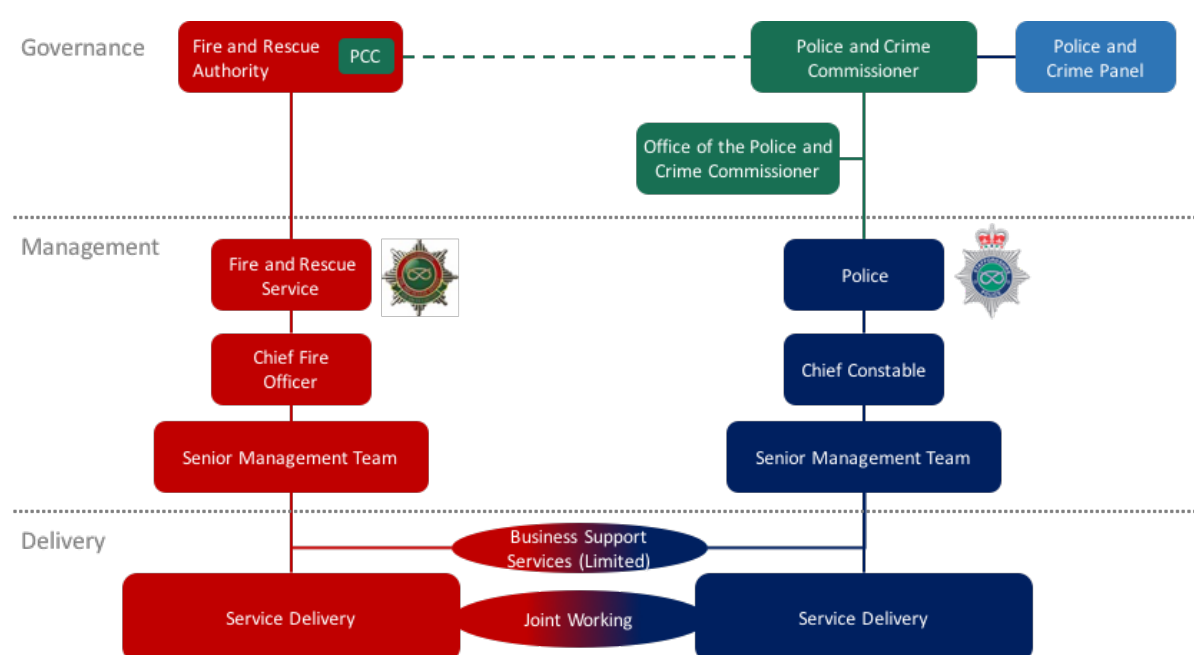 Governance
Fire and Rescue
Authority
PCC
Police and Crime
Commissioner
Police and
Crime Panel
Office of the Police and
Crime Commissioner
Management
Fire and Rescue
Service
Police
Chief Fire
Officer
Chief Constable
Senior Management Team
Senior Management Team
Delivery
Business Support
Services (Limited)
Service Delivery
Joint Working
Service Delivery